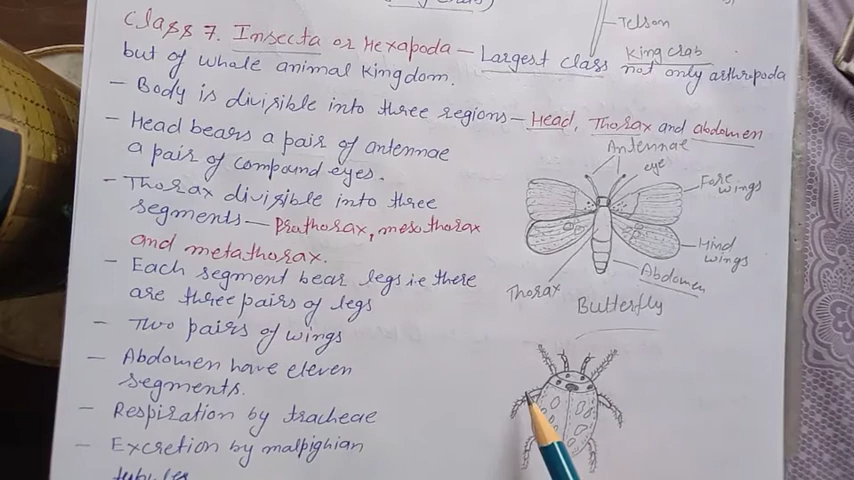 Telson
King crab
Class 7. Insecta or Hexapoda - Largest class not only arthropoda
but of whole animal kingdom.
- Body is divisible into three regions - Head, Thorax and abdomen
- Head bears a pair of antennae
a pair of compound eyes.
- Thorax divisible into three
segments - Prothorax, mesothorax
and metathorax.
- Each segment bear legs i.e there
are three pairs of legs
- Two pairs of wings
- Abdomen have eleven
segments.
- Respiration by tracheae
- Excretion by malpighian
tubules
Antennae
eye
Fore
wings
Hind
wings
Abdomen
Thorax
Butterfly